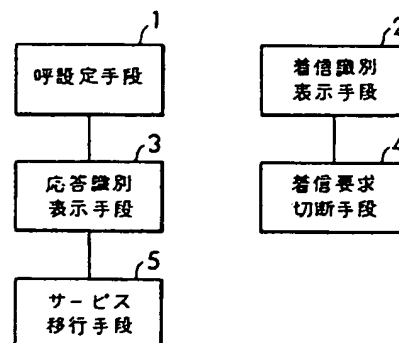 1
呼設定手段
2
着信識別
表示手段
3
応答識別
表示手段
4
着信要求
切断手段
5
サービス
移行手段